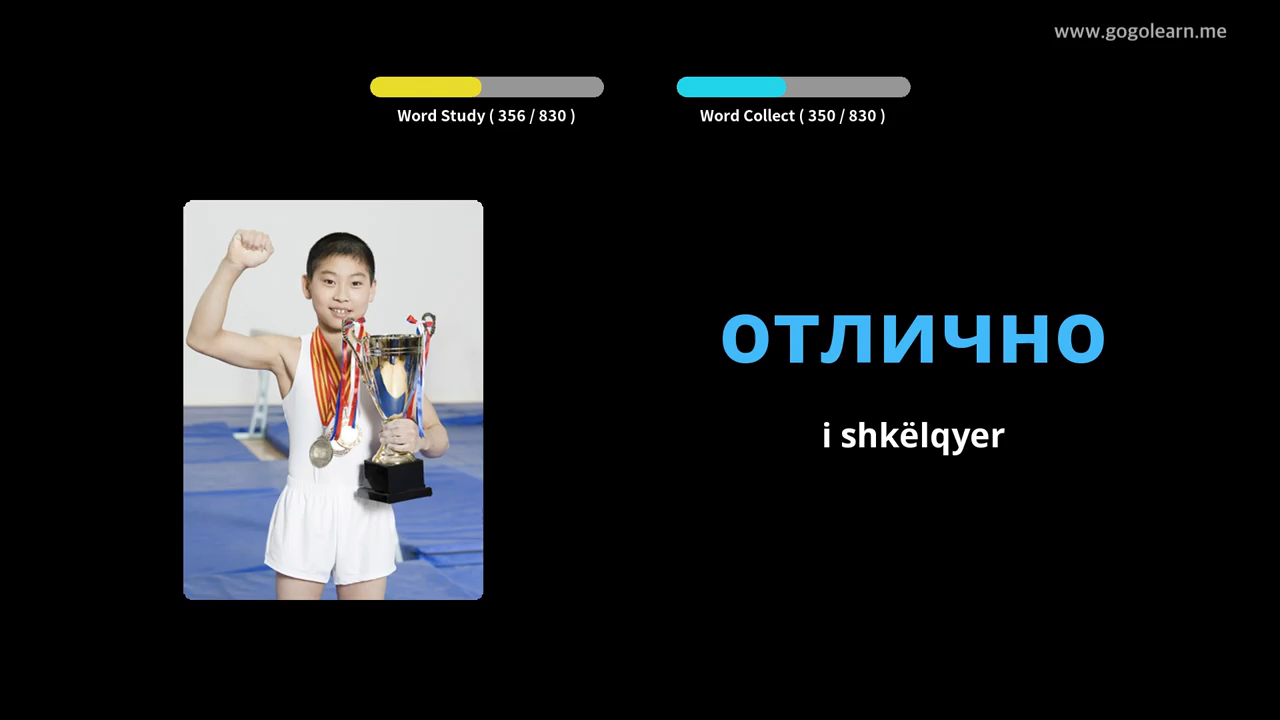 www.gogolearn.me
Word Study ( 356 / 830 )
Word Collect ( 350 / 830 )
отлично
i shkëlqyer